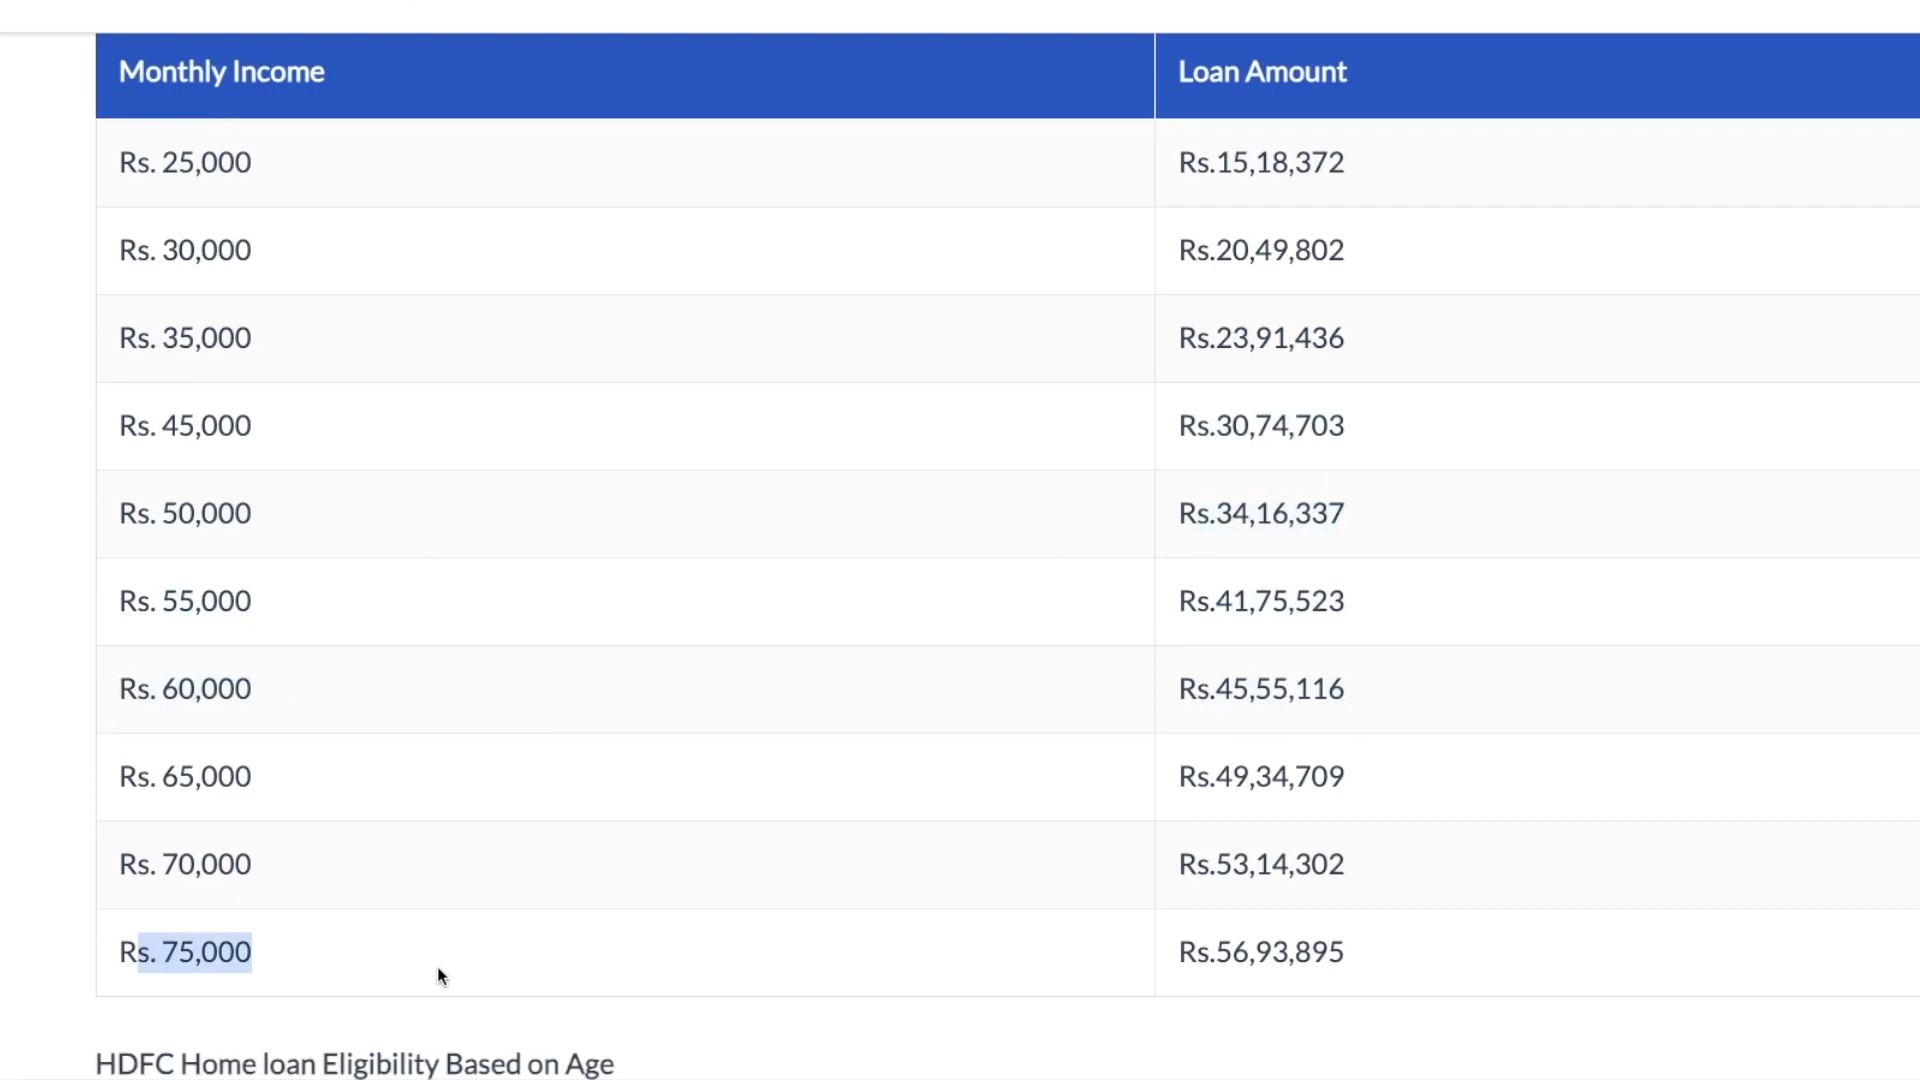 Monthly Income Loan Amount
Rs. 25,000 Rs.15,18,372
Rs. 30,000 Rs.20,49,802
Rs. 35,000 Rs.23,91,436
Rs. 45,000 Rs.30,74,703
Rs. 50,000 Rs.34,16,337
Rs. 55,000 Rs.41,75,523
Rs. 60,000 Rs.45,55,116
Rs. 65,000 Rs.49,34,709
Rs. 70,000 Rs.53,14,302
Rs. 75,000 Rs.56,93,895
HDFC Home loan Eligibility Based on Age